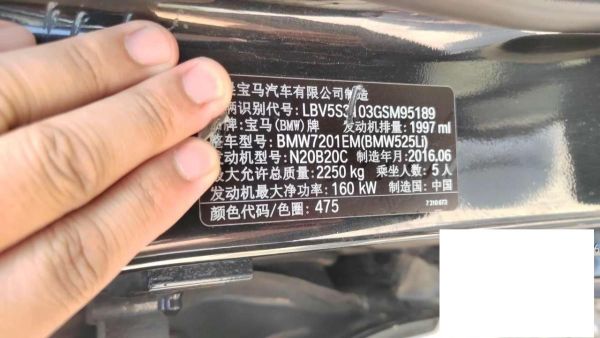 宝马汽车有限公司制造
辆识别代号: LBV5S3103GSM95189
牌: 宝马(BMW)牌 发动机排量: 1997 ml
整车型号: BMW7201EM(BMW525Li)
发动机型号: N20B20C 制造年月: 2016.06
最大允许总质量: 2250 kg 乘坐人数: 5人
发动机最大净功率: 160 kW 制造国: 中国
颜色代码/色圈: 475